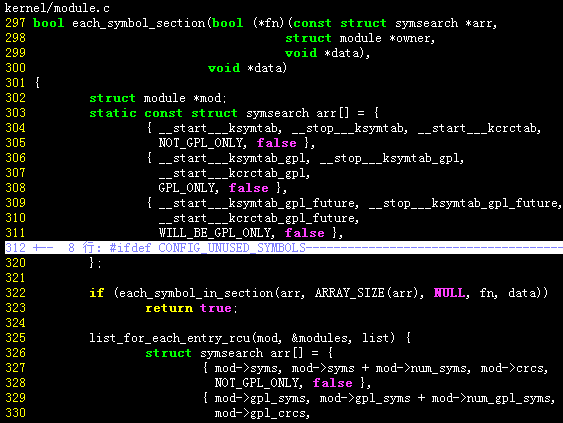 kernel/module.c
297 bool each_symbol_section(bool (*fn)(const struct symsearch *arr,
298                                     struct module *owner,
299                                     void *data),
300                          void *data)
301 {
302         struct module *mod;
303         static const struct symsearch arr[] = {
304                 { __start___ksymtab, __stop___ksymtab, __start___kcrctab,
305                   NOT_GPL_ONLY, false },
306                 { __start___ksymtab_gpl, __stop___ksymtab_gpl,
307                   __start___kcrctab_gpl,
308                   GPL_ONLY, false },
309                 { __start___ksymtab_gpl_future, __stop___ksymtab_gpl_future,
310                   __start___kcrctab_gpl_future,
311                   WILL_BE_GPL_ONLY, false },
312 +--  8 行: #ifdef CONFIG_UNUSED_SYMBOLS--------------------------------------
320         };
321
322         if (each_symbol_in_section(arr, ARRAY_SIZE(arr), NULL, fn, data))
323                 return true;
324
325         list_for_each_entry_rcu(mod, &modules, list) {
326                 struct symsearch arr[] = {
327                         { mod->syms, mod->syms + mod->num_syms, mod->crcs,
328                           NOT_GPL_ONLY, false },
329                         { mod->gpl_syms, mod->gpl_syms + mod->num_gpl_syms,
330                           mod->gpl_crcs,